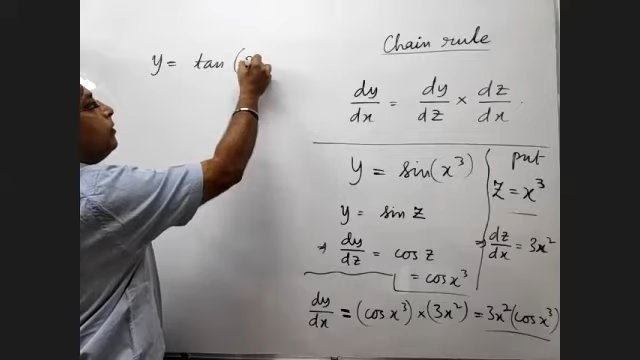 y = tan (
Chain rule
dy/dx = dy/dz × dz/dx .
y = sin(x³)
put
z = x³
y = sin z
⇒ dy/dz = cos z
= cos x³
⇒ dz/dx = 3x²
dy/dx = (cos x³) × (3x²) = 3x² (cos x³)